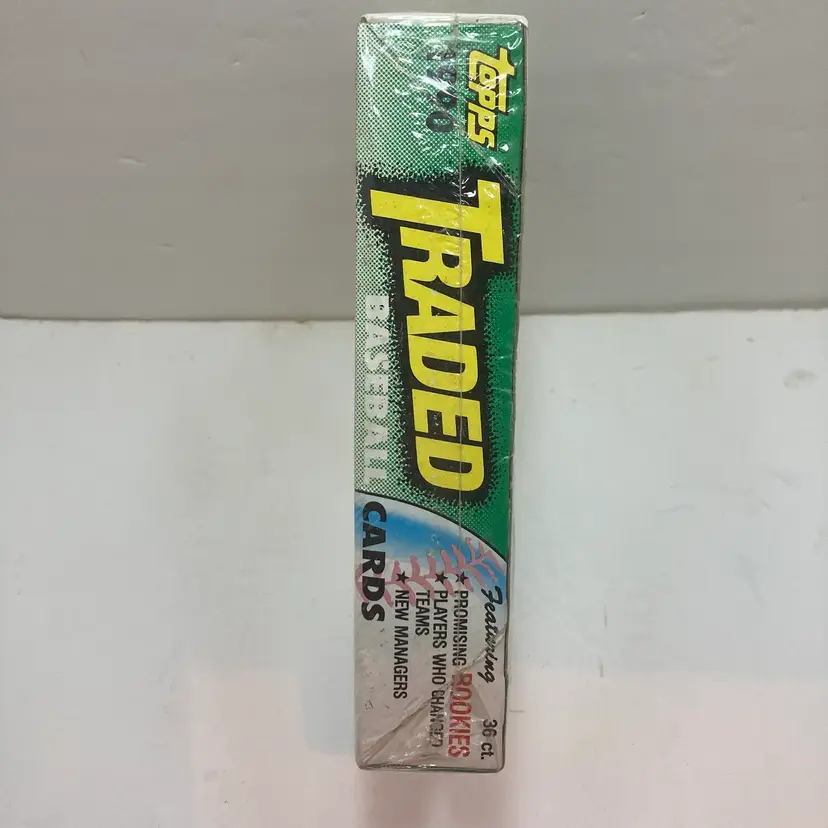 topps
1990
TRADED
BASEBALL
CARDS
Featuring
★ PROMISING ROOKIES
★ PLAYERS WHO CHANGED
TEAMS
★ NEW MANAGERS
36 ct.